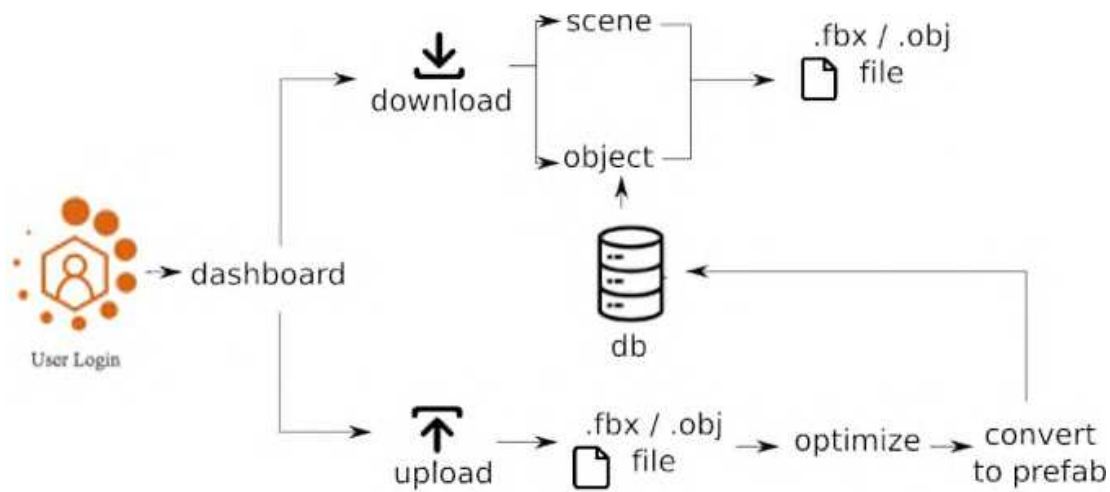 scene
.fbx / .obj
file
download
object
dashboard
db
User Login
.fbx / .obj
file
upload
optimize
convert
to prefab